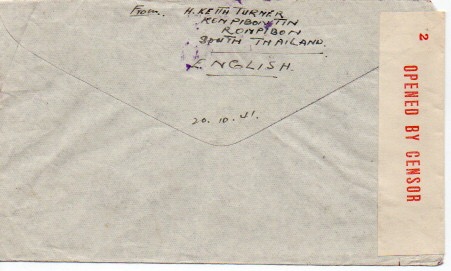 From. H. KEITH TURNER
RONPIBON TIN
RONPIBON
SOUTH THAILAND.
ENGLISH.
20. 10. 41.
2
OPENED BY CENSOR